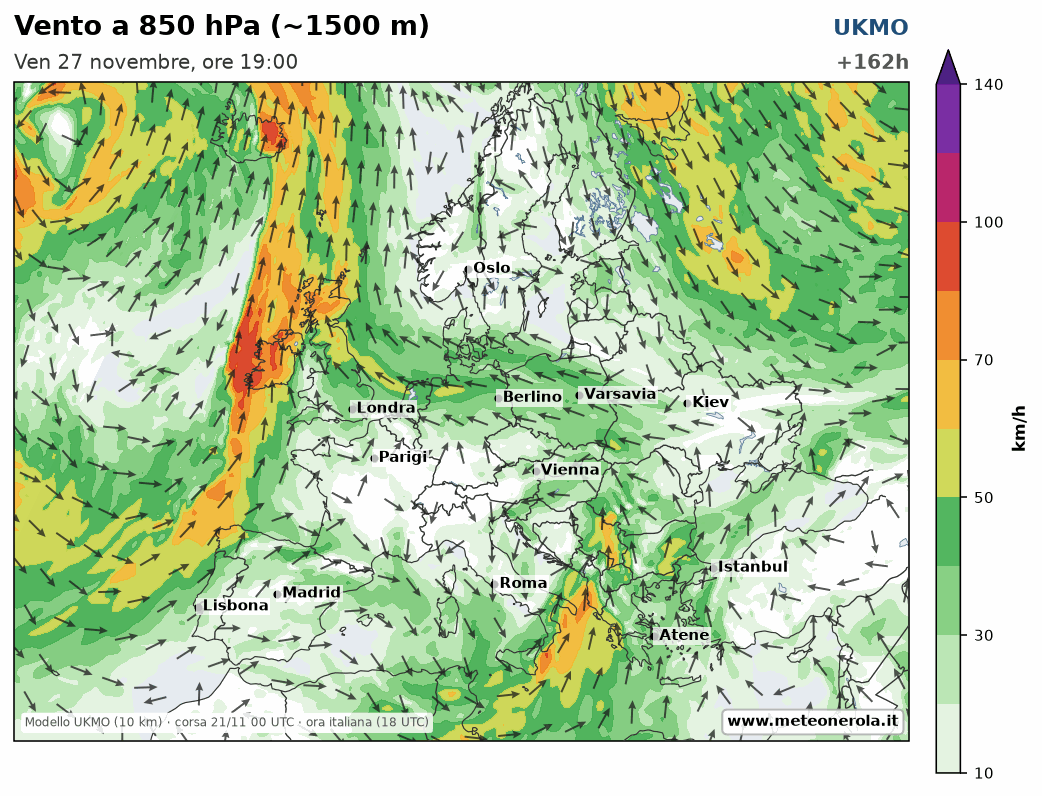 Vento a 850 hPa (~1500 m)
UKMO
Ven 27 novembre, ore 19:00
+162h
140
100
70
50
30
10
km/h
Oslo
Londra
Berlino
Varsavia
Kiev
Parigi
Vienna
Istanbul
Roma
Madrid
Lisbona
Atene
Modello UKMO (10 km) · corsa 21/11 00 UTC · ora italiana (18 UTC)
www.meteonerola.it